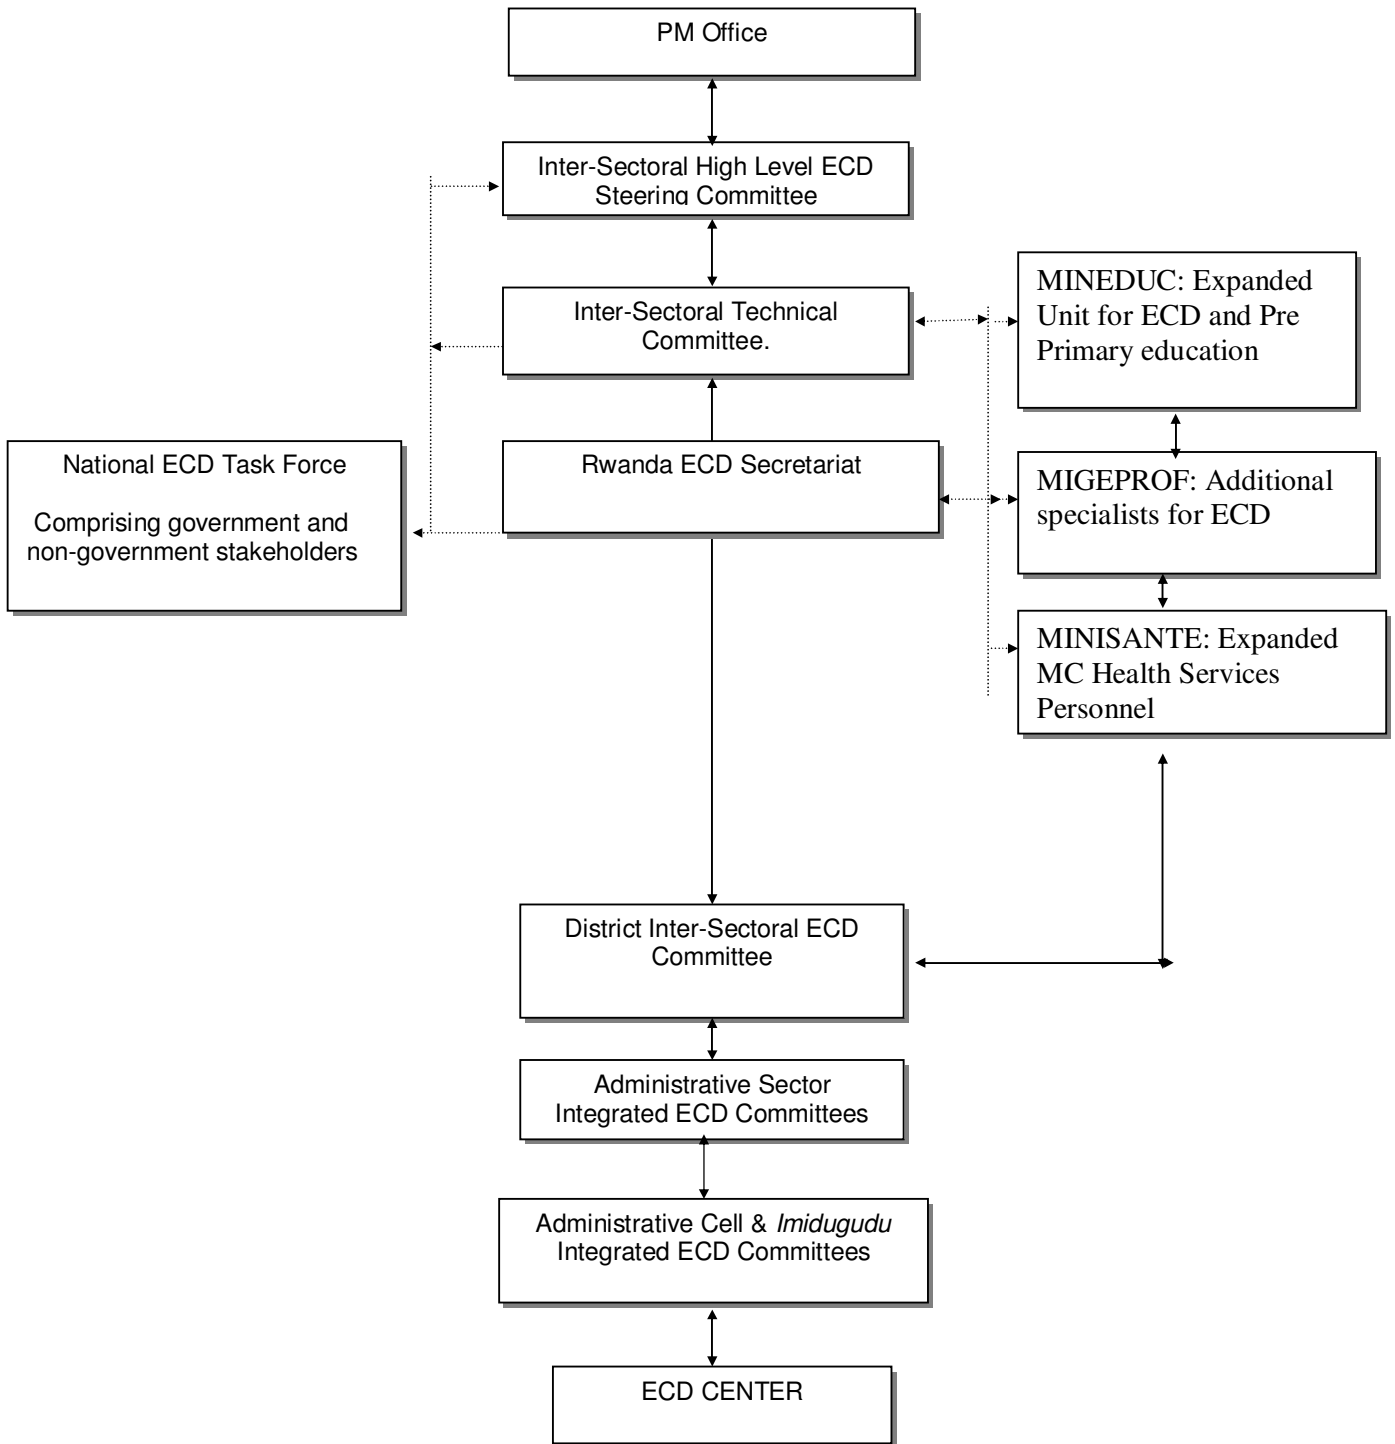 PM Office
Inter-Sectoral High Level ECD
Steering Committee
MINEDUC: Expanded
Unit for ECD and Pre
Primary education
Inter-Sectoral Technical
Committee.
National ECD Task Force
Comprising government and
non-government stakeholders
Rwanda ECD Secretariat
MIGEPROF: Additional
specialists for ECD
MINISANTE: Expanded
MC Health Services
Personnel
District Inter-Sectoral ECD
Committee
Administrative Sector
Integrated ECD Committees
Administrative Cell & Imidugudu
Integrated ECD Committees
ECD CENTER